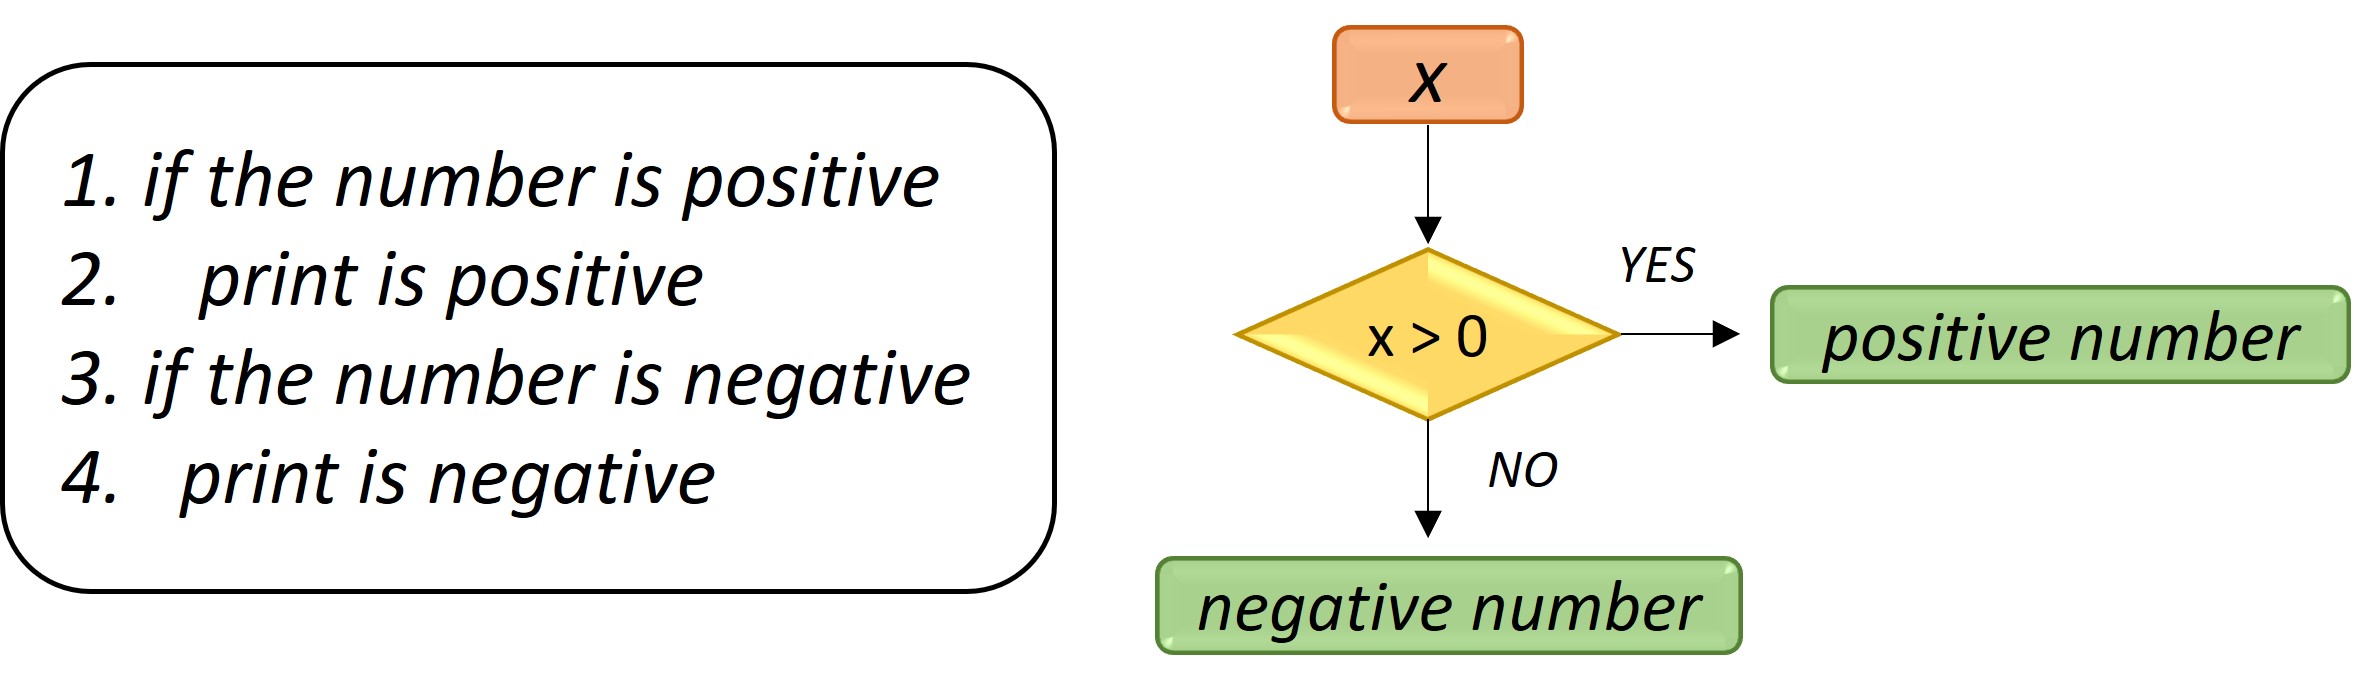 1. if the number is positive
2. print is positive
3. if the number is negative
4. print is negative
x
x > 0
YES
positive number
NO
negative number